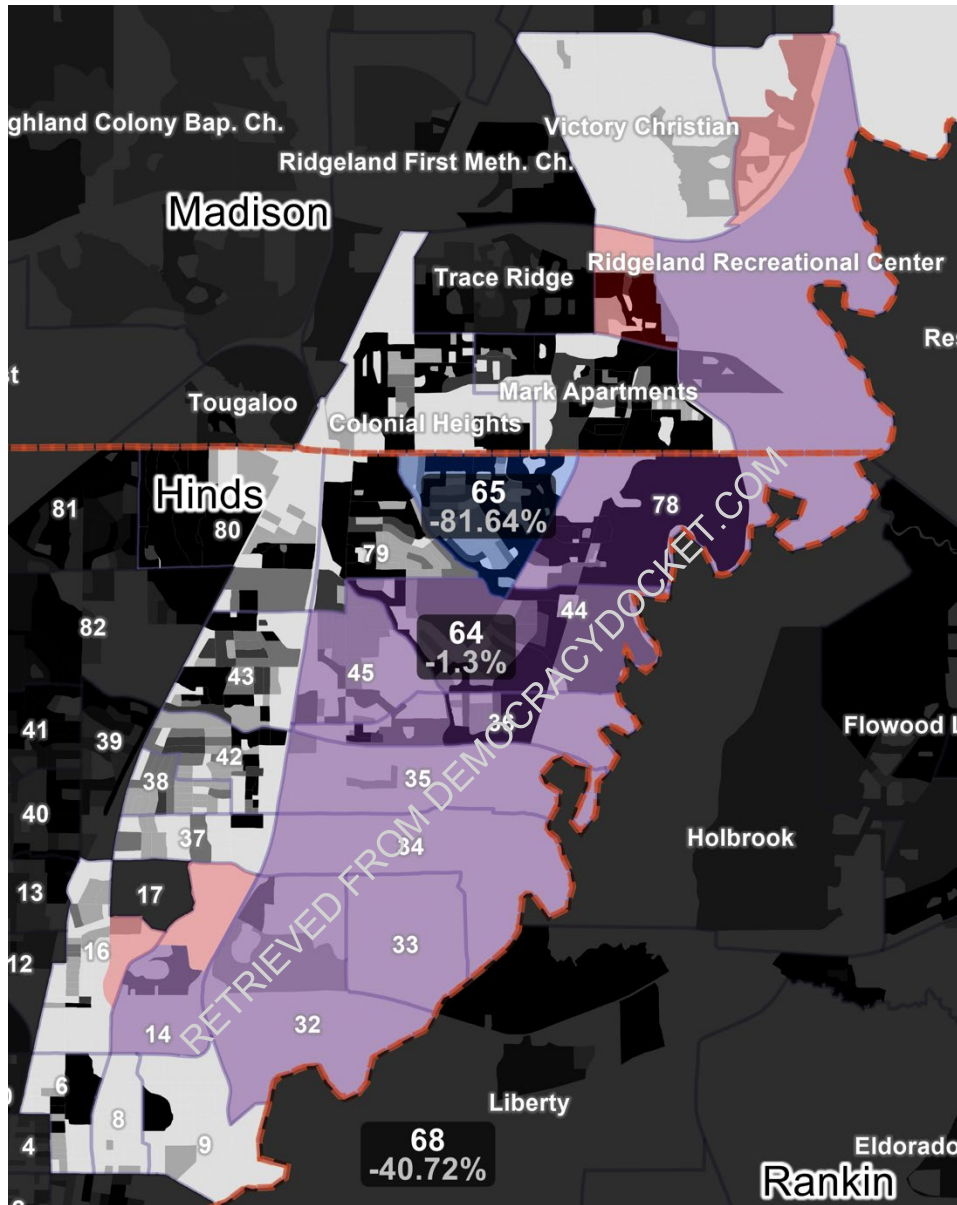 ghland Colony Bap. Ch.
Victory Christian
Ridgeland First Meth. Ch.
Madison
Ridgeland Recreational Center
Trace Ridge
Res
st
Mark Apartments
Tougaloo
Colonial Heights
Hinds
65
-81.64%
81
80
78
79
82
44
64
-1.3%
45
43
41
36
Flowood L
39
42
35
38
40
37
34
Holbrook
13
17
33
16
12
32
14
6
Liberty
8
4
9
68
-40.72%
Eldorado
Rankin
RETRIEVED FROM DEMOCRACYDOCKET.COM